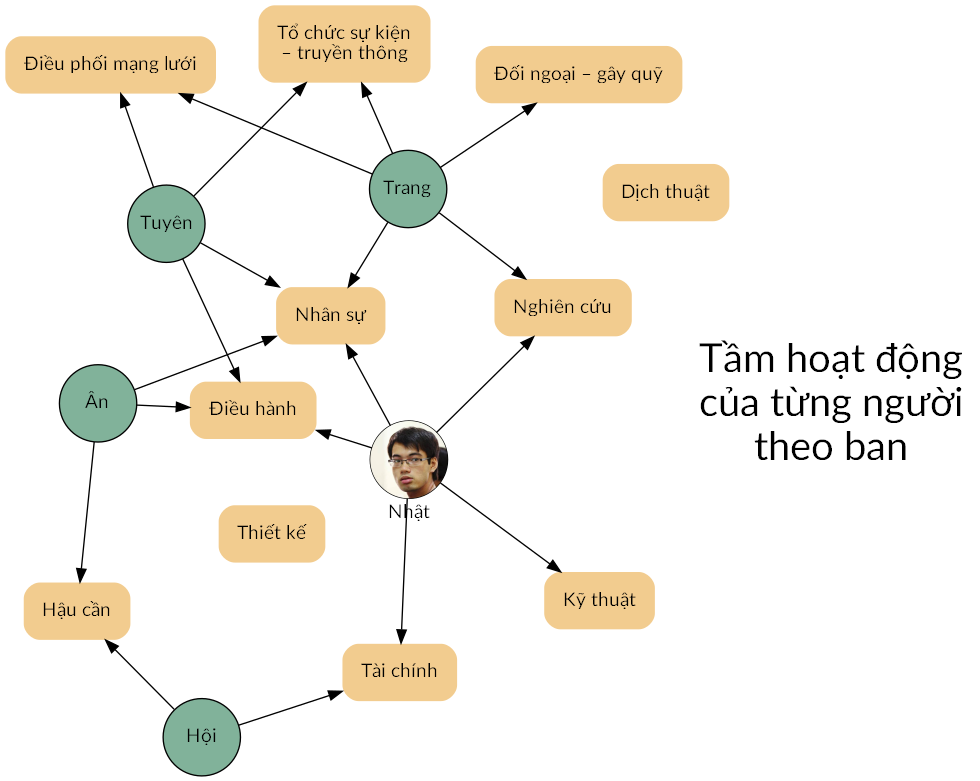 Tổ chức sự kiện
– truyền thông
Điều phối mạng lưới
Đối ngoại – gây quỹ
Trang
Dịch thuật
Tuyên
Nghiên cứu
Nhân sự
Tầm hoạt động
của từng người
theo ban
Ân
Điều hành
Nhật
Thiết kế
Kỹ thuật
Hậu cần
Tài chính
Hội